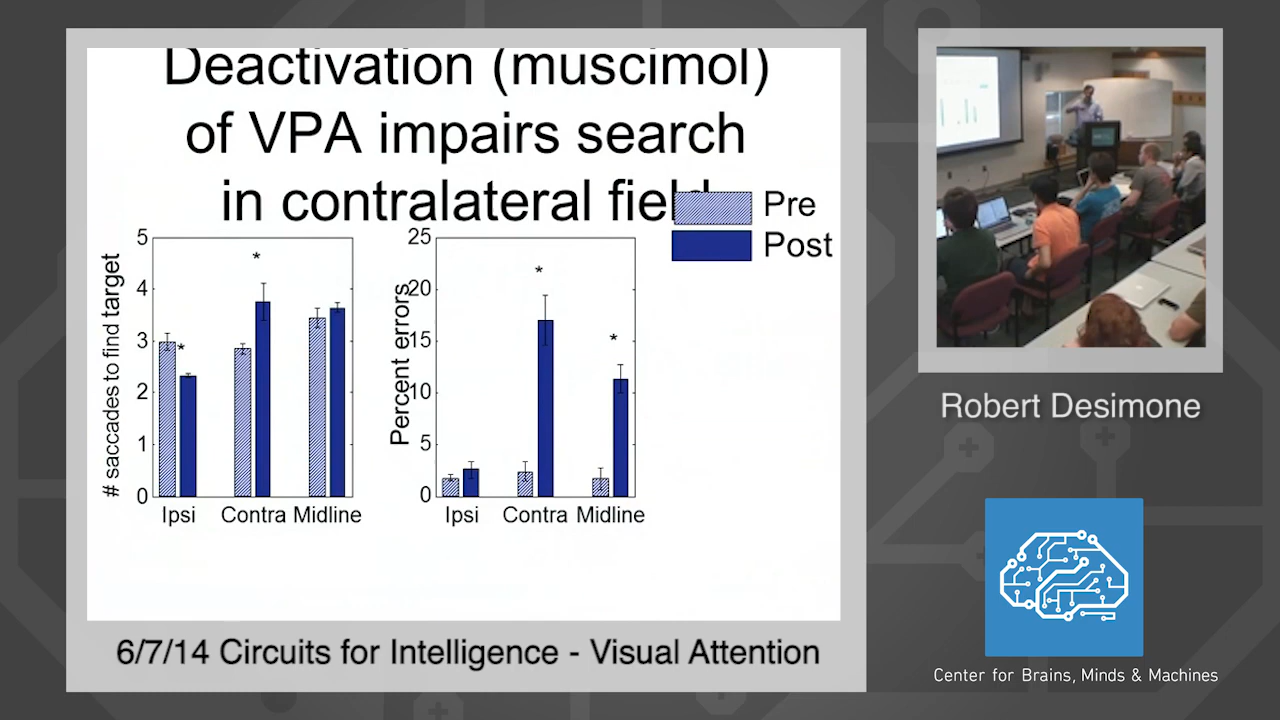 Deactivation (muscimol)
of VPA impairs search
in contralateral field
Pre
Post
# saccades to find target
5
4
3
2
1
0
*
*
Ipsi
Contra
Midline
Percent errors
25
20
15
10
5
0
*
*
Ipsi
Contra
Midline
6/7/14 Circuits for Intelligence - Visual Attention
Robert Desimone
Center for Brains, Minds & Machines